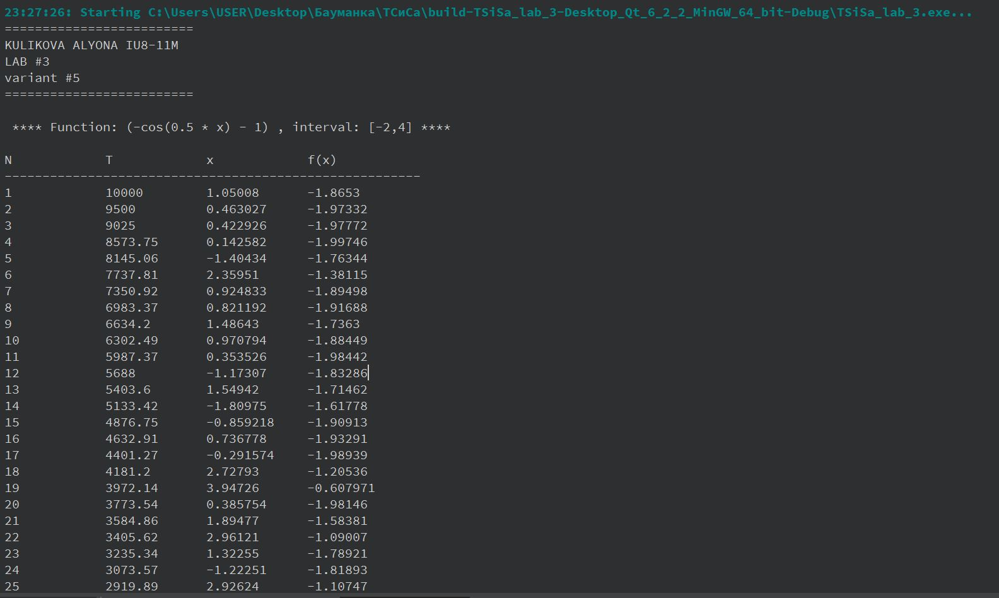 23:27:26: Starting C:\Users\USER\Desktop\Бауманка\ТСиСа\build-TSiSa_lab_3-Desktop_Qt_6_2_2_MinGW_64_bit-Debug\TSiSa_lab_3.exe...
=========================
KULIKOVA ALYONA IU8-11M
LAB #3
variant #5
=========================
**** Function: (-cos(0.5 * x) - 1) , interval: [-2,4] ****
N T x f(x)
-------------------------------------------------------
1 10000 1.05008 -1.8653
2 9500 0.463027 -1.97332
3 9025 0.422926 -1.97772
4 8573.75 0.142582 -1.99746
5 8145.06 -1.40434 -1.76344
6 7737.81 2.35951 -1.38115
7 7350.92 0.924833 -1.89498
8 6983.37 0.821192 -1.91688
9 6634.2 1.48643 -1.7363
10 6302.49 0.970794 -1.88449
11 5987.37 0.353526 -1.98442
12 5688 -1.17307 -1.83286
13 5403.6 1.54942 -1.71462
14 5133.42 -1.80975 -1.61778
15 4876.75 -0.859218 -1.90913
16 4632.91 0.736778 -1.93291
17 4401.27 -0.291574 -1.98939
18 4181.2 2.72793 -1.20536
19 3972.14 3.94726 -0.607971
20 3773.54 0.385754 -1.98146
21 3584.86 1.89477 -1.58381
22 3405.62 2.96121 -1.09007
23 3235.34 1.32255 -1.78921
24 3073.57 -1.22251 -1.81893
25 2919.89 2.92624 -1.10747